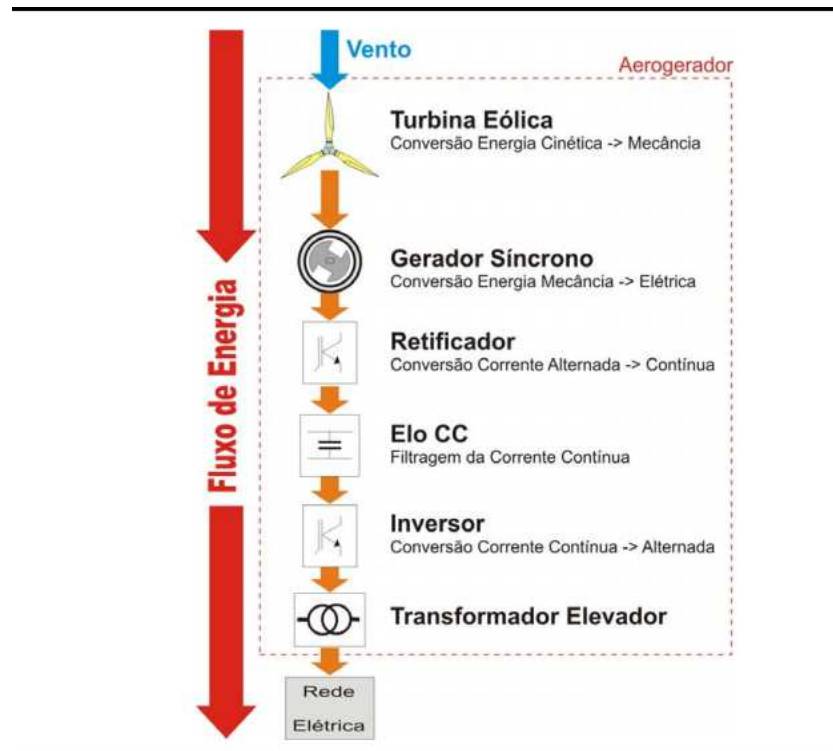 Vento
Aerogerador
Turbina Eólica
Conversão Energia Cinética -> Mecância
Gerador Síncrono
Conversão Energia Mecância -> Elétrica
Fluxo de Energia
Retificador
Conversão Corrente Alternada -> Contínua
Elo CC
Filtragem da Corrente Contínua
Inversor
Conversão Corrente Contínua -> Alternada
Transformador Elevador
Rede
Elétrica